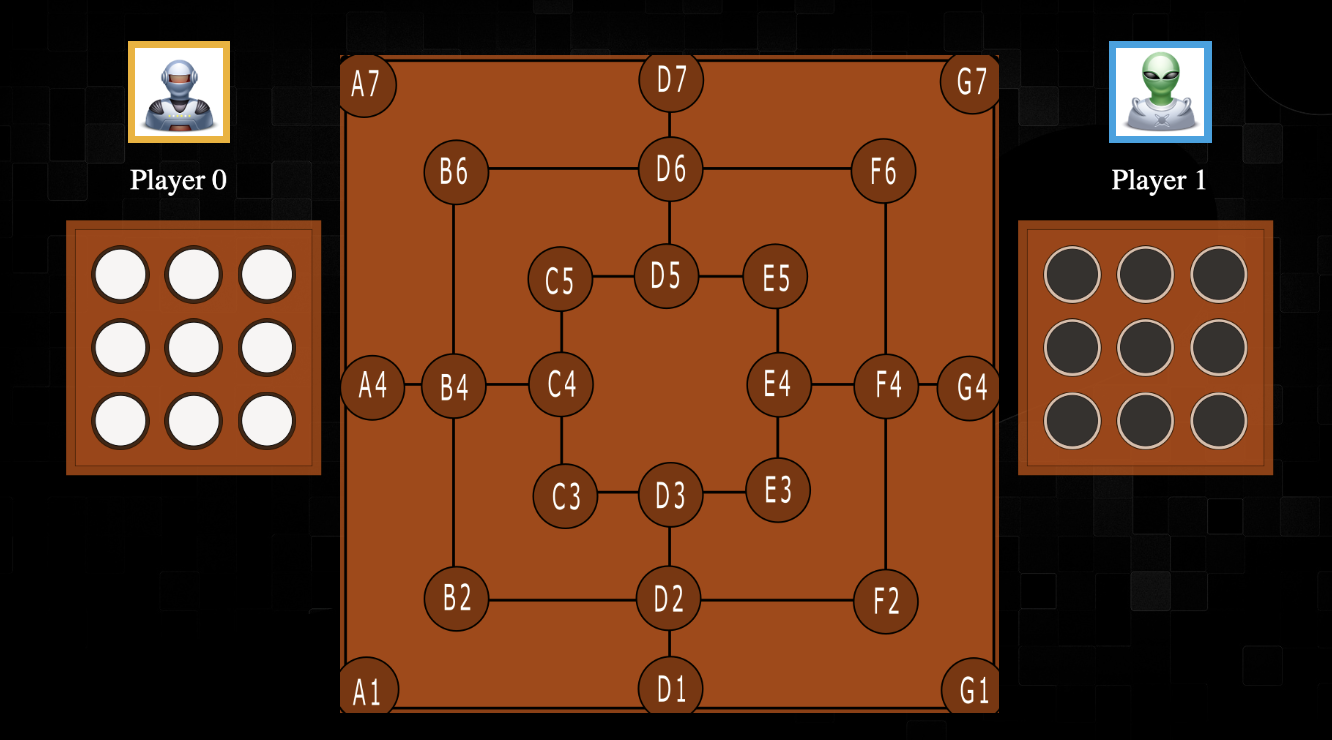 A7 D7 G7
B6 D6 F6
Player 0
Player 1
C5 D5 E5
A4 B4 C4 E4 F4 G4
C3 D3 E3
B2 D2 F2
A1 D1 G1